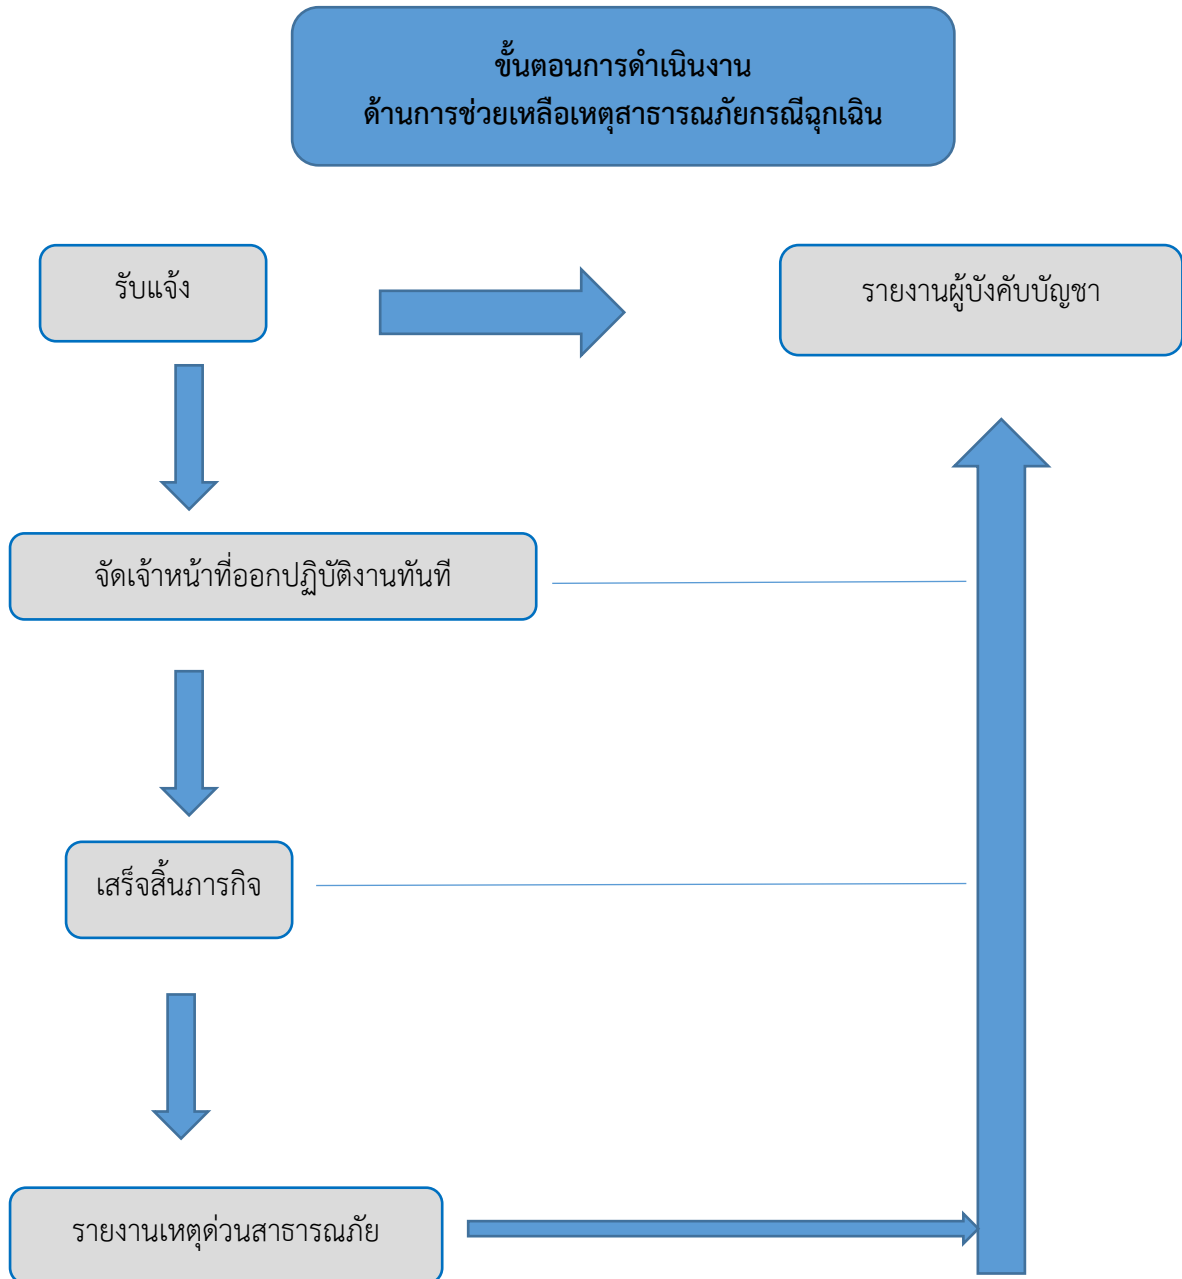 ขั้นตอนการดำเนินงาน
ด้านการช่วยเหลือเหตุสาธารณภัยกรณีฉุกเฉิน
รับแจ้ง
รายงานผู้บังคับบัญชา
จัดเจ้าหน้าที่ออกปฏิบัติงานทันที
เสร็จสิ้นภารกิจ
รายงานเหตุด่วนสาธารณภัย